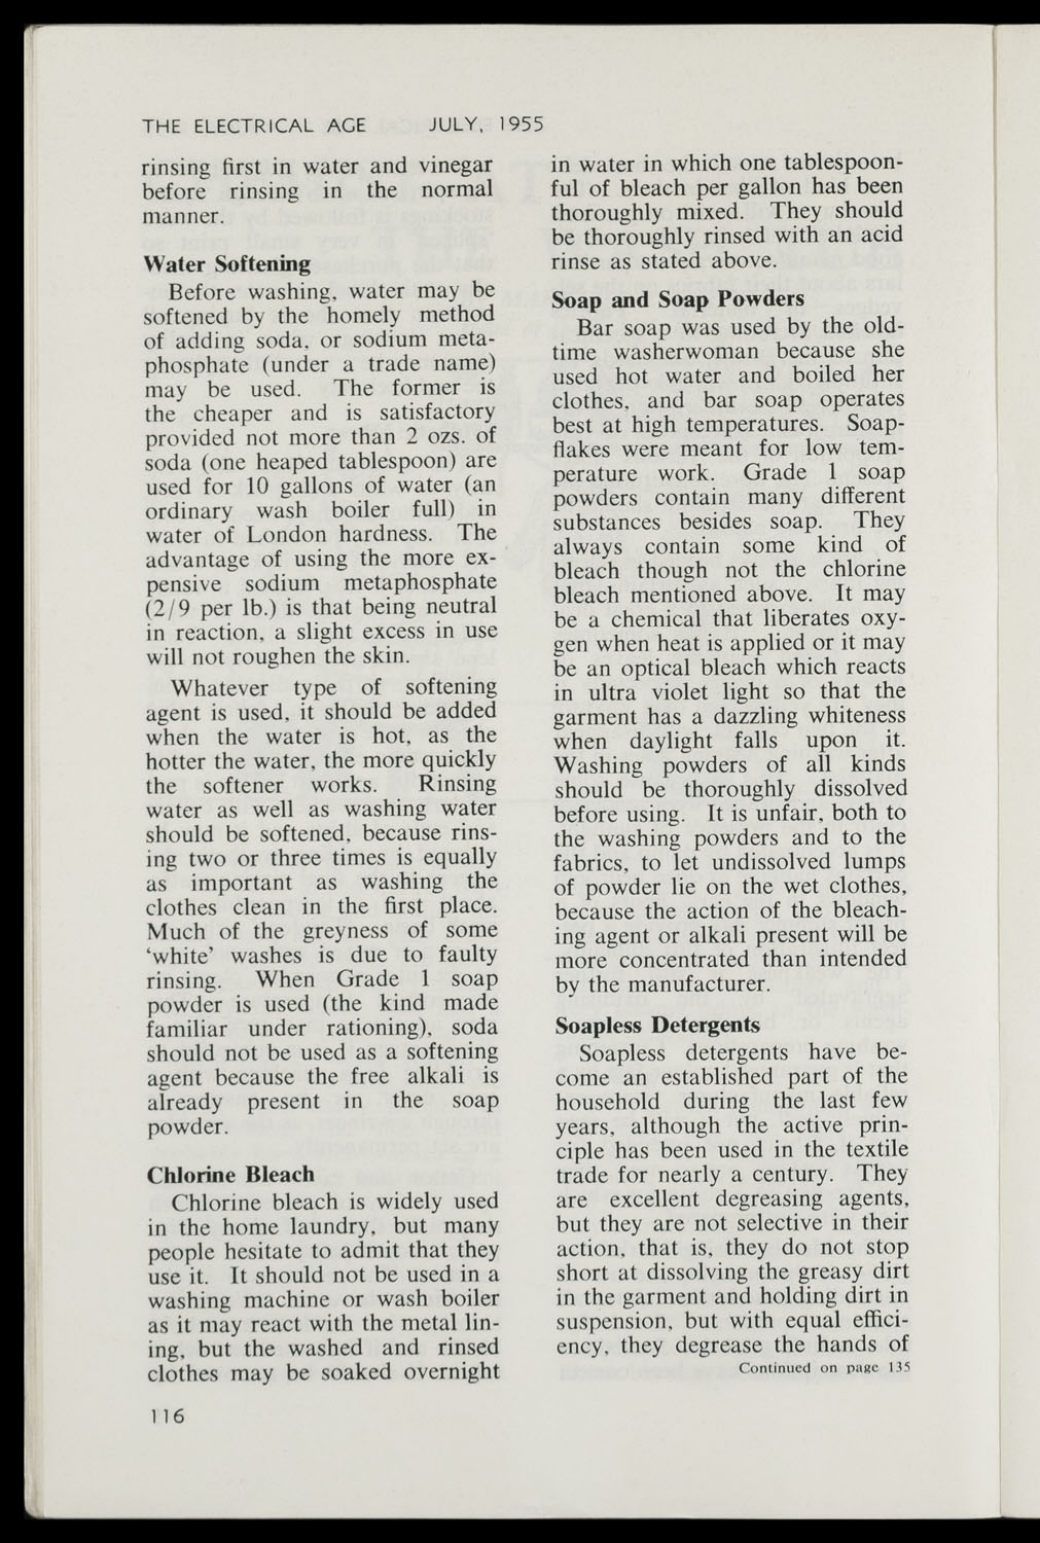 THE ELECTRICAL AGE JULY, 1955
rinsing first in water and vinegar
before rinsing in the normal
manner.
Water Softening
Before washing, water may be
softened by the homely method
of adding soda, or sodium meta-
phosphate (under a trade name)
may be used. The former is
the cheaper and is satisfactory
provided not more than 2 ozs. of
soda (one heaped tablespoon) are
used for 10 gallons of water (an
ordinary wash boiler full) in
water of London hardness. The
advantage of using the more ex-
pensive sodium metaphosphate
(2/9 per lb.) is that being neutral
in reaction, a slight excess in use
will not roughen the skin.
Whatever type of softening
agent is used, it should be added
when the water is hot, as the
hotter the water, the more quickly
the softener works. Rinsing
water as well as washing water
should be softened, because rins-
ing two or three times is equally
as important as washing the
clothes clean in the first place.
Much of the greyness of some
‘white’ washes is due to faulty
rinsing. When Grade 1 soap
powder is used (the kind made
familiar under rationing), soda
should not be used as a softening
agent because the free alkali is
already present in the soap
powder.
Chlorine Bleach
Chlorine bleach is widely used
in the home laundry, but many
people hesitate to admit that they
use it. It should not be used in a
washing machine or wash boiler
as it may react with the metal lin-
ing, but the washed and rinsed
clothes may be soaked overnight
in water in which one tablespoon-
ful of bleach per gallon has been
thoroughly mixed. They should
be thoroughly rinsed with an acid
rinse as stated above.
Soap and Soap Powders
Bar soap was used by the old-
time washerwoman because she
used hot water and boiled her
clothes, and bar soap operates
best at high temperatures. Soap-
flakes were meant for low tem-
perature work. Grade 1 soap
powders contain many different
substances besides soap. They
always contain some kind of
bleach though not the chlorine
bleach mentioned above. It may
be a chemical that liberates oxy-
gen when heat is applied or it may
be an optical bleach which reacts
in ultra violet light so that the
garment has a dazzling whiteness
when daylight falls upon it.
Washing powders of all kinds
should be thoroughly dissolved
before using. It is unfair, both to
the washing powders and to the
fabrics, to let undissolved lumps
of powder lie on the wet clothes,
because the action of the bleach-
ing agent or alkali present will be
more concentrated than intended
by the manufacturer.
Soapless Detergents
Soapless detergents have be-
come an established part of the
household during the last few
years, although the active prin-
ciple has been used in the textile
trade for nearly a century. They
are excellent degreasing agents,
but they are not selective in their
action, that is, they do not stop
short at dissolving the greasy dirt
in the garment and holding dirt in
suspension, but with equal effici-
ency, they degrease the hands of
Continued on page 135
116